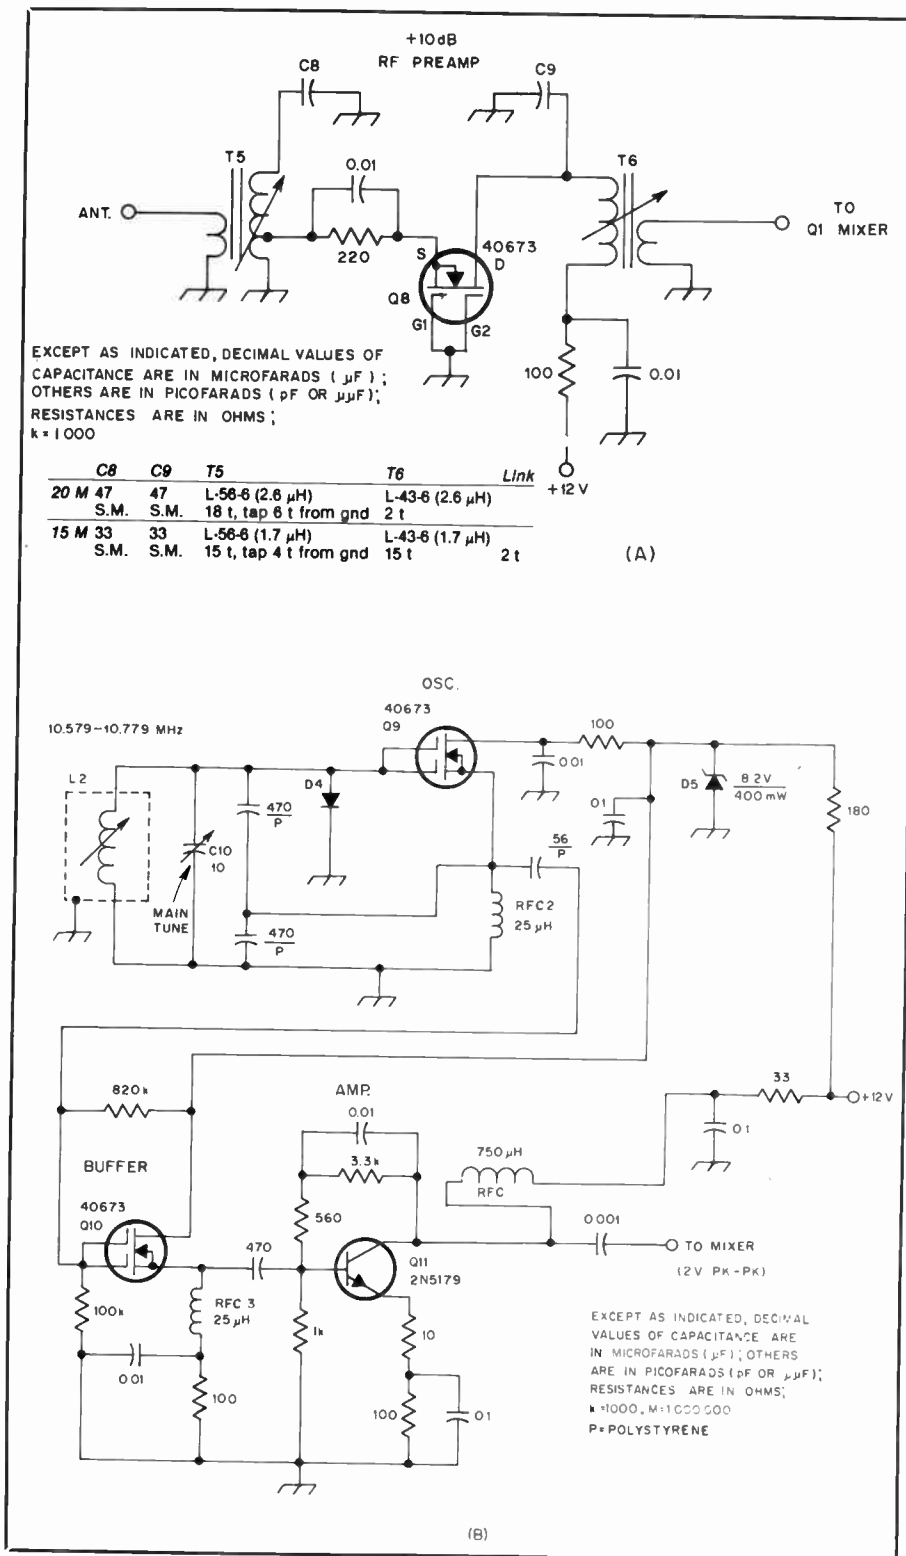 +10dB
RF PREAMP
C8
C9
T5
T6
0.01
ANT.
220
S
40673
D
Q8
G1
G2
TO
Q1 MIXER
EXCEPT AS INDICATED, DECIMAL VALUES OF
CAPACITANCE ARE IN MICROFARADS ( µF ) ;
OTHERS ARE IN PICOFARADS ( pF OR µµF);
RESISTANCES ARE IN OHMS;
k = 1000
100
0.01
+12V
C8 C9 T5 T6 Link
20 M 47 47 L-56-6 (2.6 µH) L-43-6 (2.6 µH)
S.M. S.M. 18 t, tap 6 t from gnd 2 t
15 M 33 33 L-56-6 (1.7 µH) L-43-6 (1.7 µH)
S.M. S.M. 15 t, tap 4 t from gnd 15 t 2 t
(A)
OSC.
40673
Q9
10.579-10.779 MHz
100
0.01
L2
D4
D5
8.2V
400mW
180
470
P
01
C10
10
56
P
MAIN
TUNE
RFC2
25µH
470
P
820k
AMP.
0.01
33
+12V
3.3k
01
750µH
RFC
BUFFER
40673
Q10
560
0.001
470
TO MIXER
(2V PK-PK)
Q11
2N5179
RFC 3
25µH
100k
1k
10
0.01
100
100
01
EXCEPT AS INDICATED, DECIMAL
VALUES OF CAPACITANCE ARE
IN MICROFARADS (µF) ; OTHERS
ARE IN PICOFARADS (pF OR µµF);
RESISTANCES ARE IN OHMS;
k =1000, M=1000000
P= POLYSTYRENE
(B)